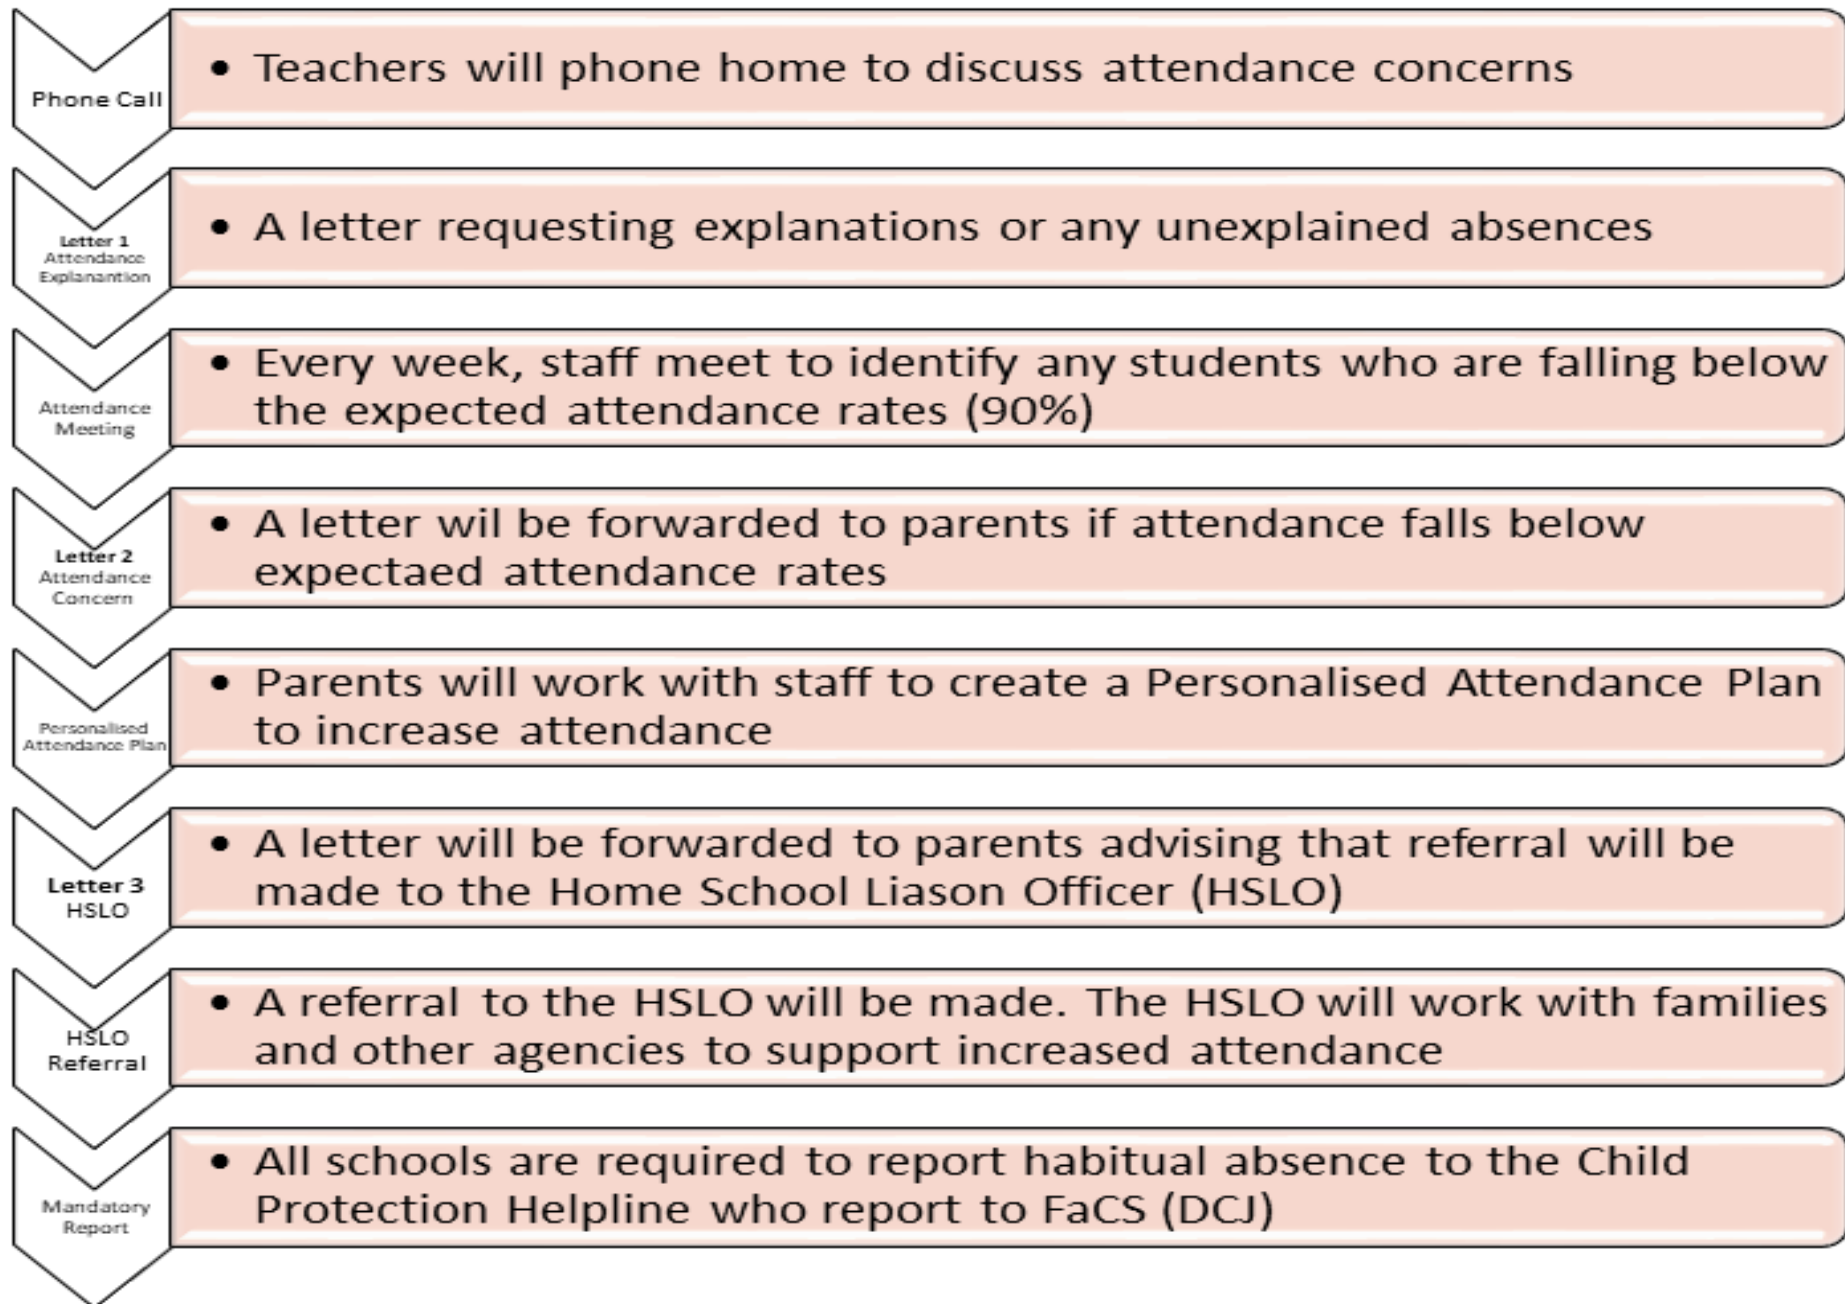 Phone Call
• Teachers will phone home to discuss attendance concerns
Letter 1
Attendance
Explanantion
• A letter requesting explanations or any unexplained absences
Attendance
Meeting
• Every week, staff meet to identify any students who are falling below
the expected attendance rates (90%)
Letter 2
Attendance
Concern
• A letter wil be forwarded to parents if attendance falls below
expectaed attendance rates
Personalised
Attendance Plan
• Parents will work with staff to create a Personalised Attendance Plan
to increase attendance
Letter 3
HSLO
• A letter will be forwarded to parents advising that referral will be
made to the Home School Liason Officer (HSLO)
HSLO
Referral
• A referral to the HSLO will be made. The HSLO will work with families
and other agencies to support increased attendance
Mandatory
Report
• All schools are required to report habitual absence to the Child
Protection Helpline who report to FaCS (DCJ)